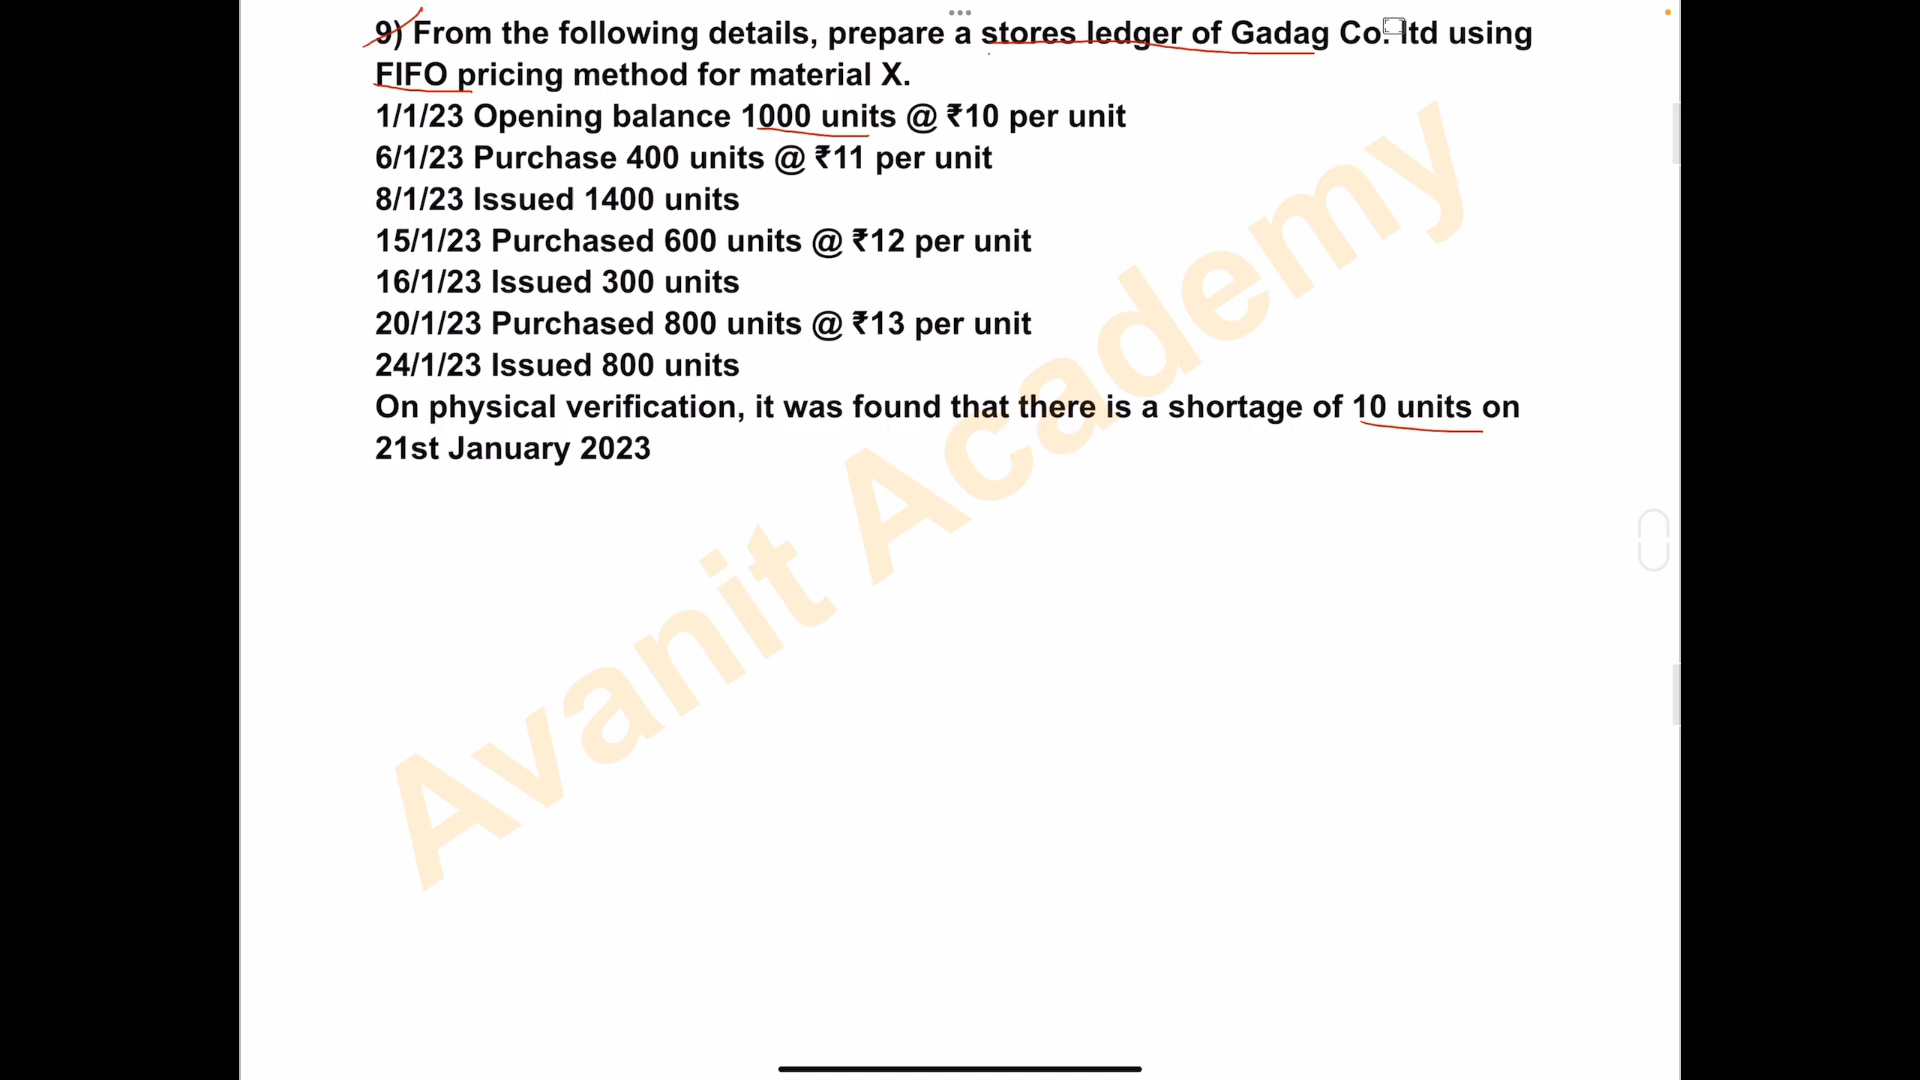 9) From the following details, prepare a stores ledger of Gadag Co. ltd using
FIFO pricing method for material X.
1/1/23 Opening balance 1000 units @ ₹10 per unit
6/1/23 Purchase 400 units @ ₹11 per unit
8/1/23 Issued 1400 units
15/1/23 Purchased 600 units @ ₹12 per unit
16/1/23 Issued 300 units
20/1/23 Purchased 800 units @ ₹13 per unit
24/1/23 Issued 800 units
On physical verification, it was found that there is a shortage of 10 units on
21st January 2023
Avanit Academy